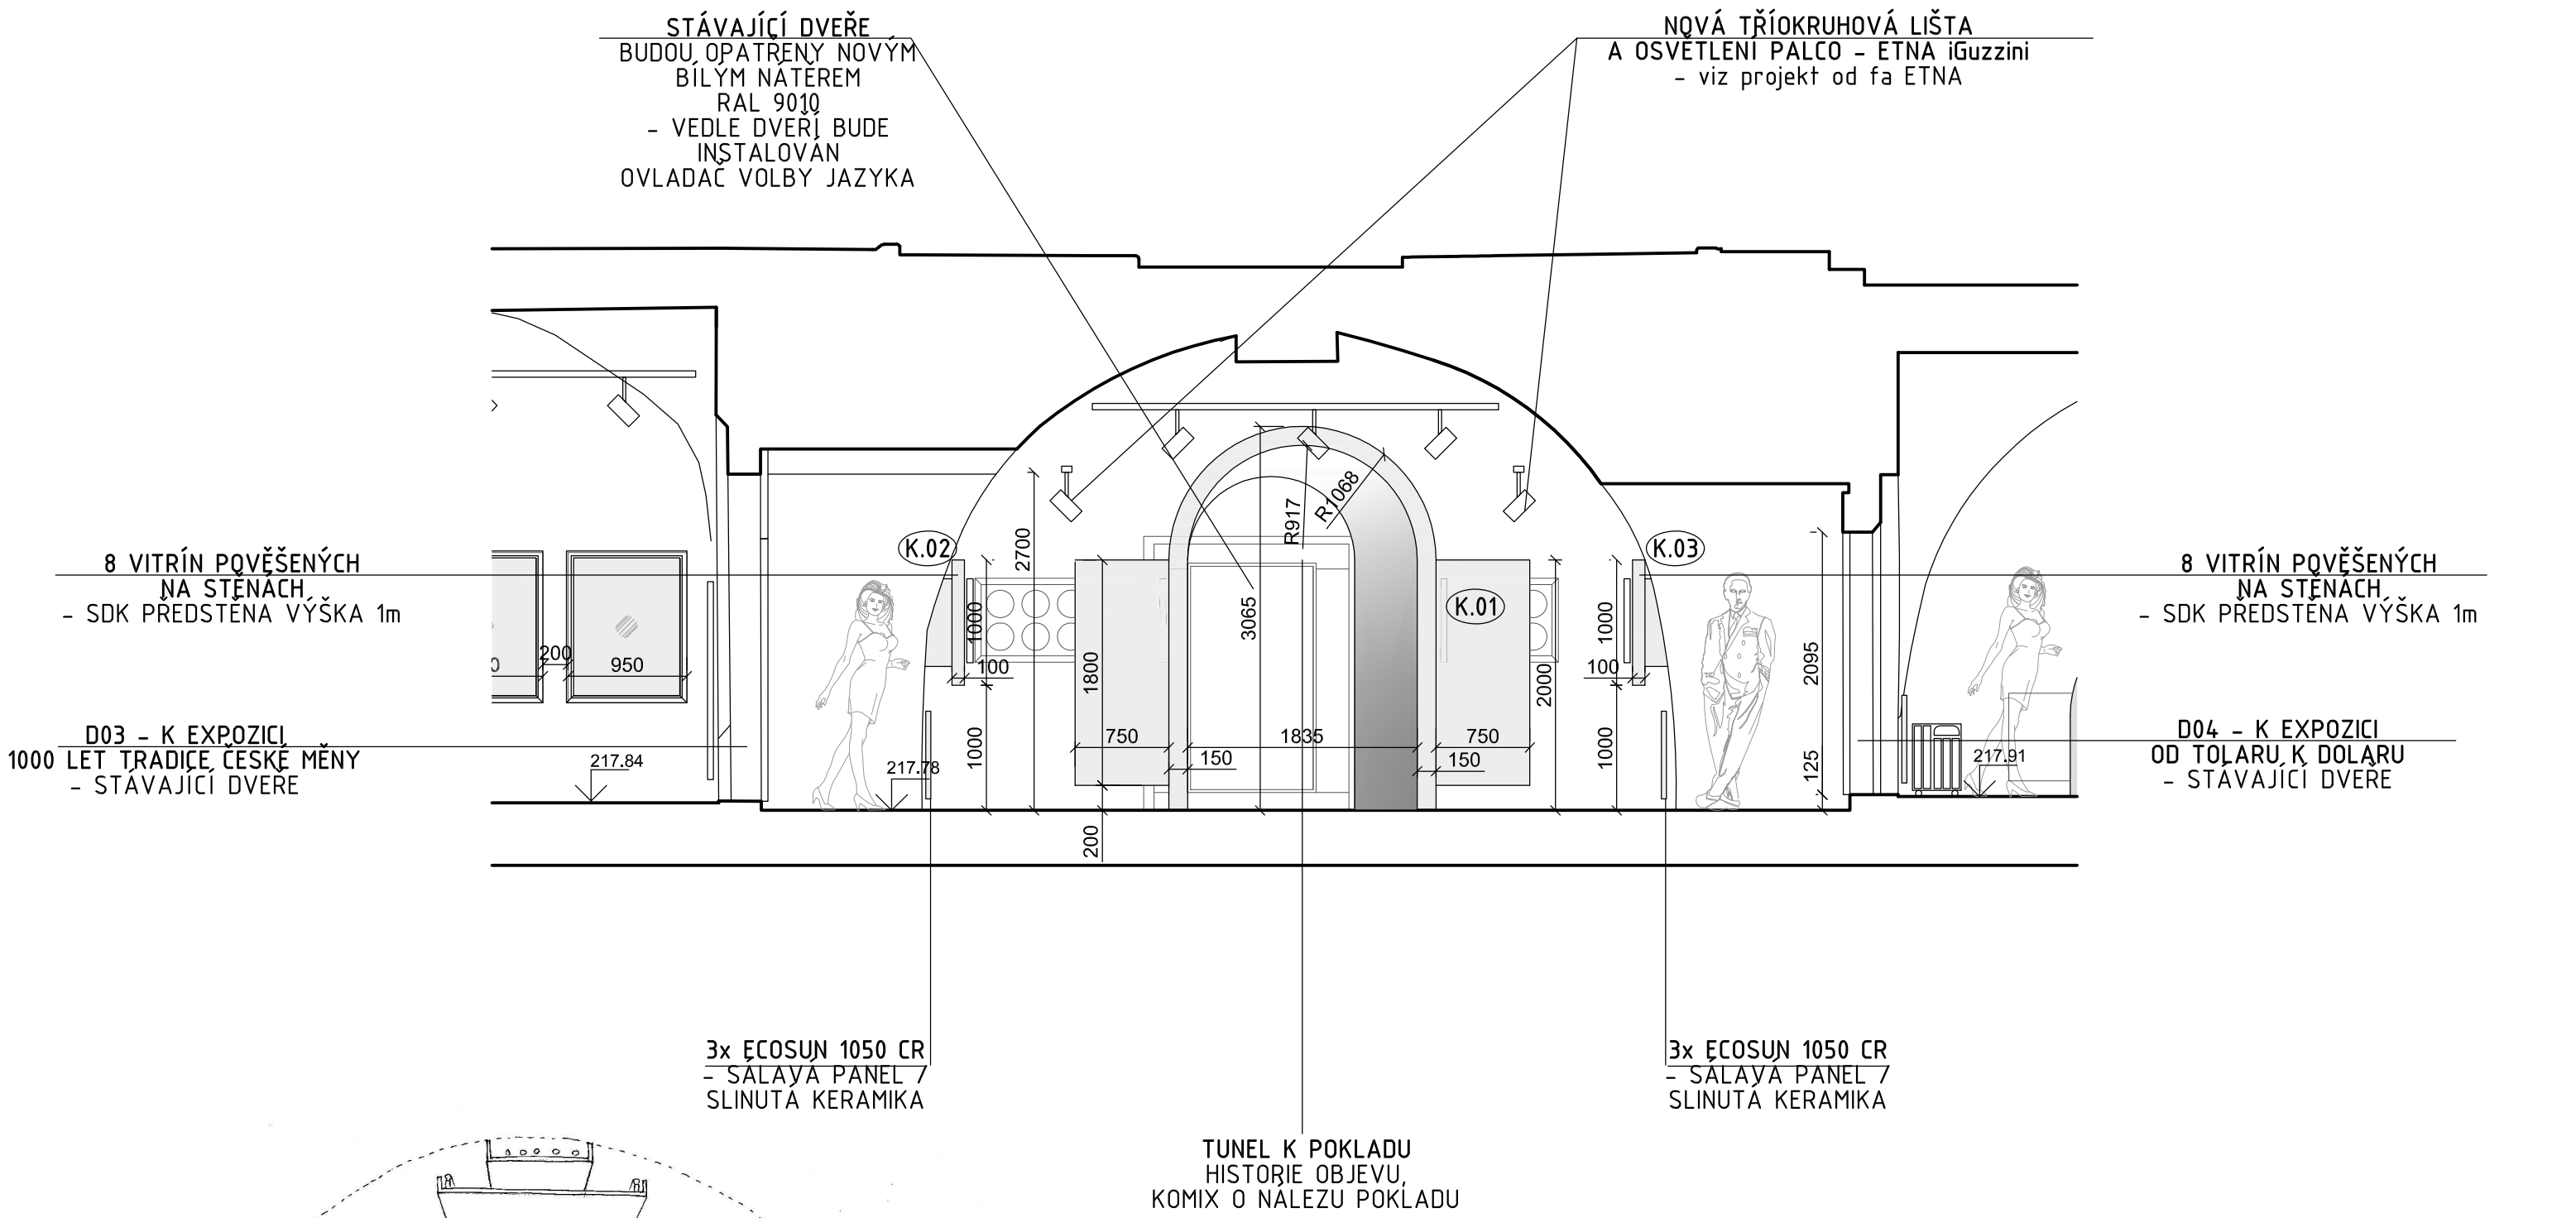 STÁVAJÍCÍ DVEŘE
BUDOU OPATŘENY NOVÝM
BÍLÝM NÁTĚREM
RAL 9010
- VEDLE DVEŘÍ BUDE
INSTALOVÁN
OVLADAČ VOLBY JAZYKA
NOVÁ TŘÍOKRUHOVÁ LIŠTA
A OSVĚTLENÍ PALCO - ETNA iGuzzini
- viz projekt od fa ETNA
8 VITRÍN POVĚŠENÝCH
NA STĚNÁCH
- SDK PŘEDSTĚNA VÝŠKA 1m
D03 - K EXPOZICI
1000 LET TRADICE ČESKÉ MĚNY
- STÁVAJÍCÍ DVEŘE
200
950
217.84
K.02
217.78
2700
1000
100
1000
1800
200
750
150
3065
R917
R1068
1835
K.01
750
150
2000
K.03
1000
100
1000
2095
125
217.91
8 VITRÍN POVĚŠENÝCH
NA STĚNÁCH
- SDK PŘEDSTĚNA VÝŠKA 1m
D04 - K EXPOZICI
OD TOLARU K DOLARU
- STÁVAJÍCÍ DVEŘE
3x ECOSUN 1050 CR
- SÁLAVÁ PANEL /
SLINUTÁ KERAMIKA
3x ECOSUN 1050 CR
- SÁLAVÁ PANEL /
SLINUTÁ KERAMIKA
TUNEL K POKLADU
HISTORIE OBJEVU,
KOMIX O NÁLEZU POKLADU